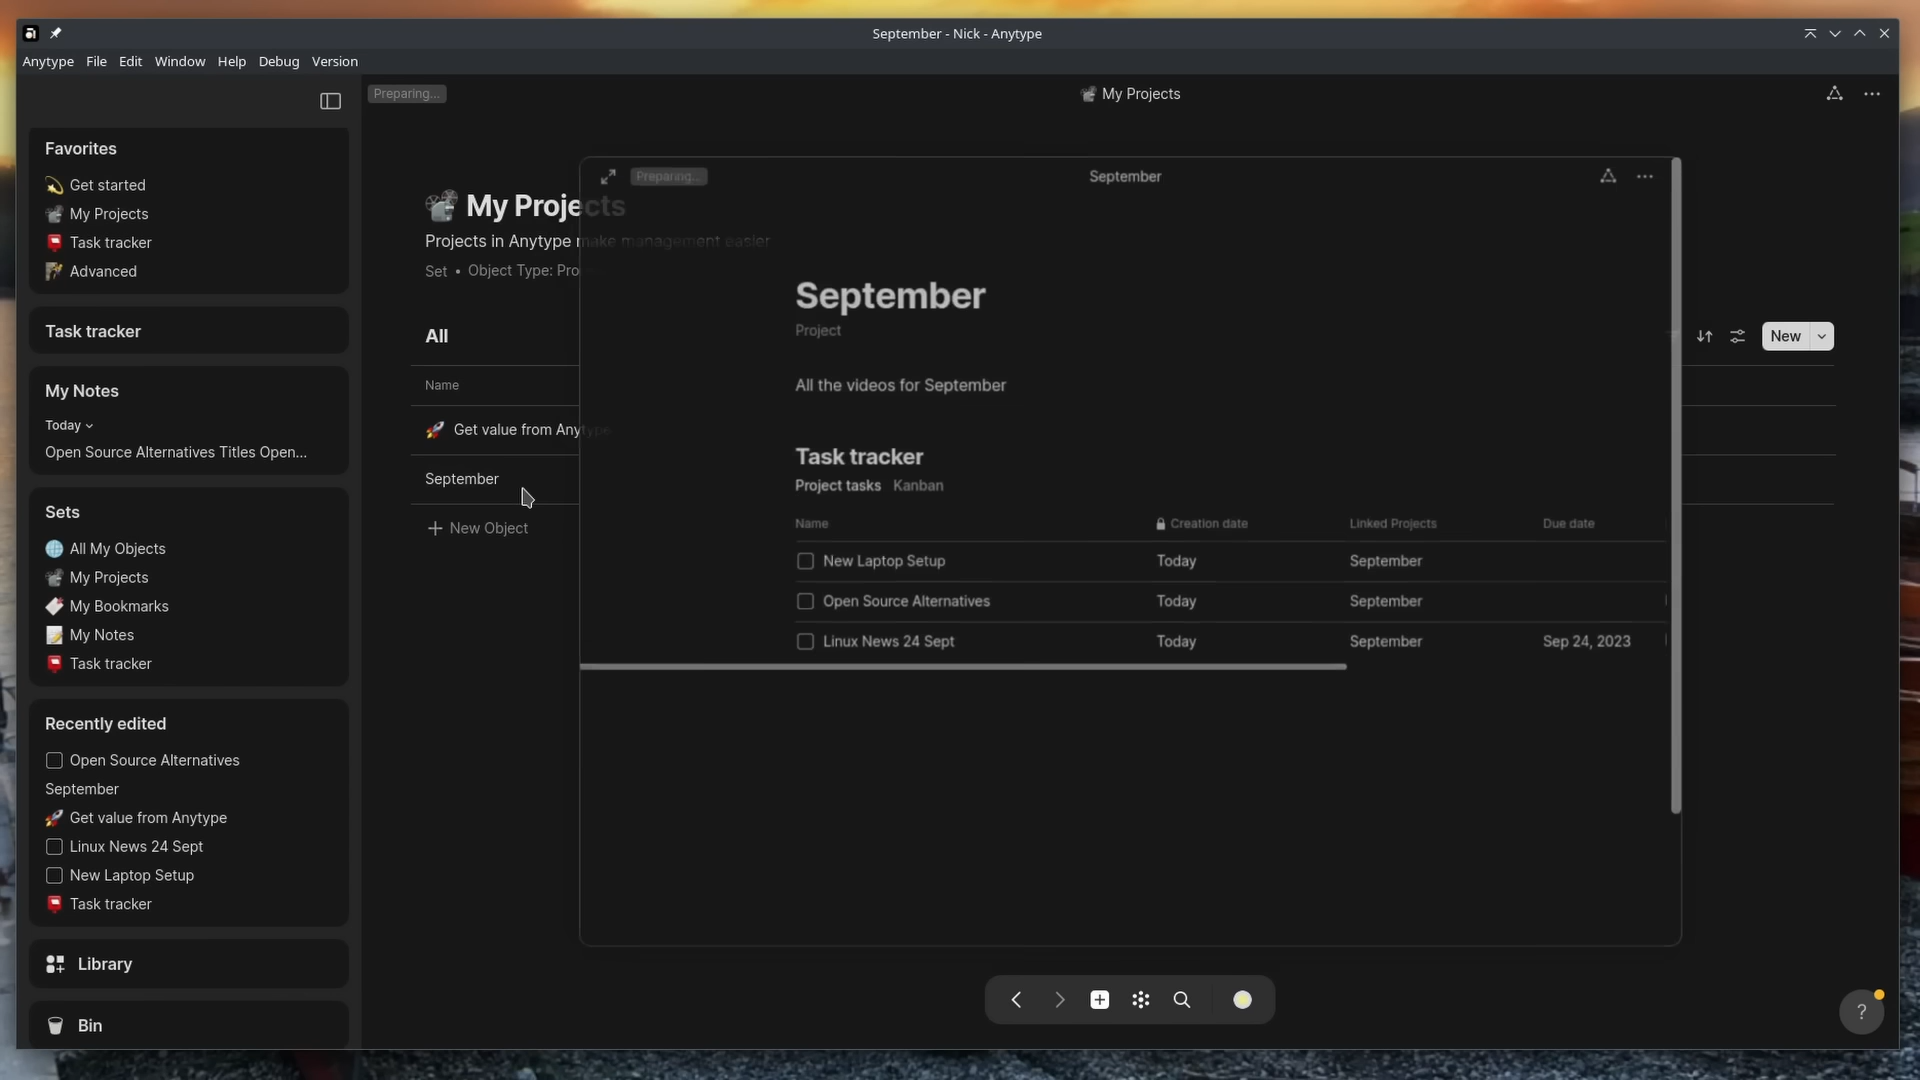 September - Nick - Anytype
Anytype File Edit Window Help Debug Version
Preparing...
My Projects
Favorites
Get started
My Projects
Task tracker
Advanced
Task tracker
My Notes
Today
Open Source Alternatives Titles Open...
Sets
All My Objects
My Projects
My Bookmarks
My Notes
Task tracker
Recently edited
Open Source Alternatives
September
Get value from Anytype
Linux News 24 Sept
New Laptop Setup
Task tracker
Library
Bin
My Projects
Projects in Anytype make management easier
Set • Object Type: Pro
All
New
Name
Get value from Anytype
September
New Object
Preparing...
September
September
Project
All the videos for September
Task tracker
Project tasks Kanban
Name Creation date Linked Projects Due date
New Laptop Setup Today September
Open Source Alternatives Today September
Linux News 24 Sept Today September Sep 24, 2023
?